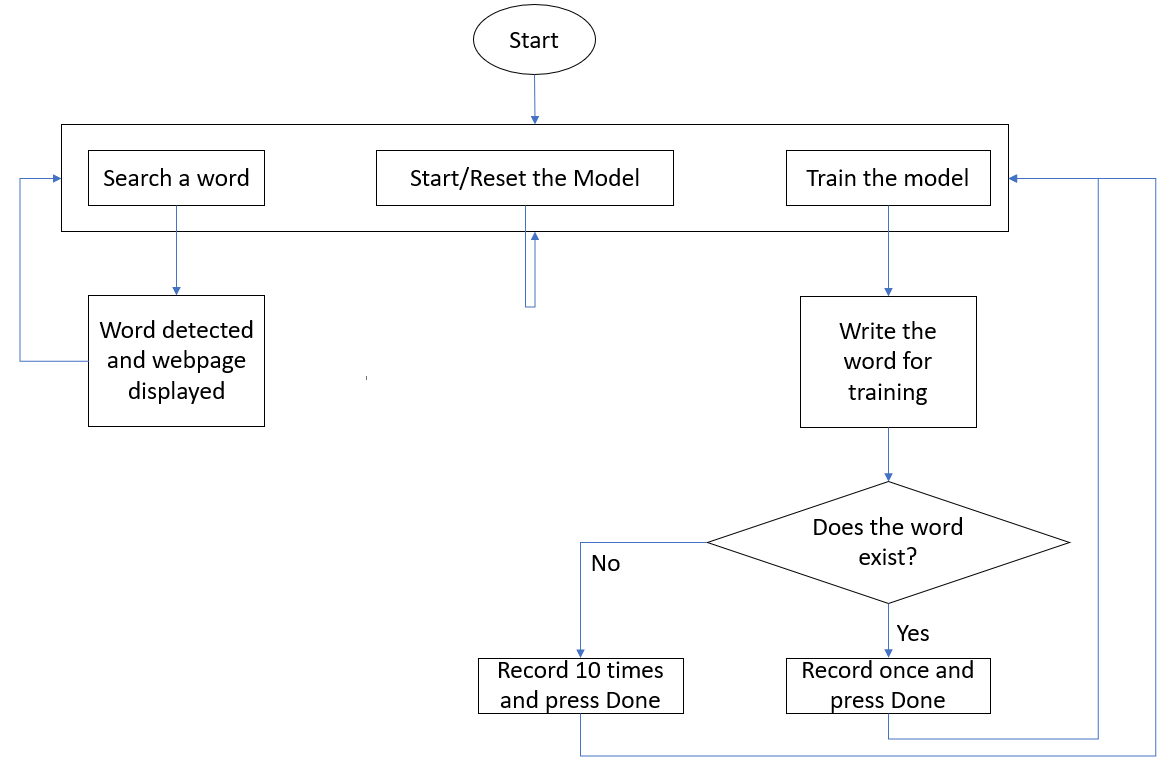 Start
Search a word
Start/Reset the Model
Train the model
Word detected
and webpage
displayed
Write the
word for
training
Does the word
exist?
No
Yes
Record 10 times
and press Done
Record once and
press Done